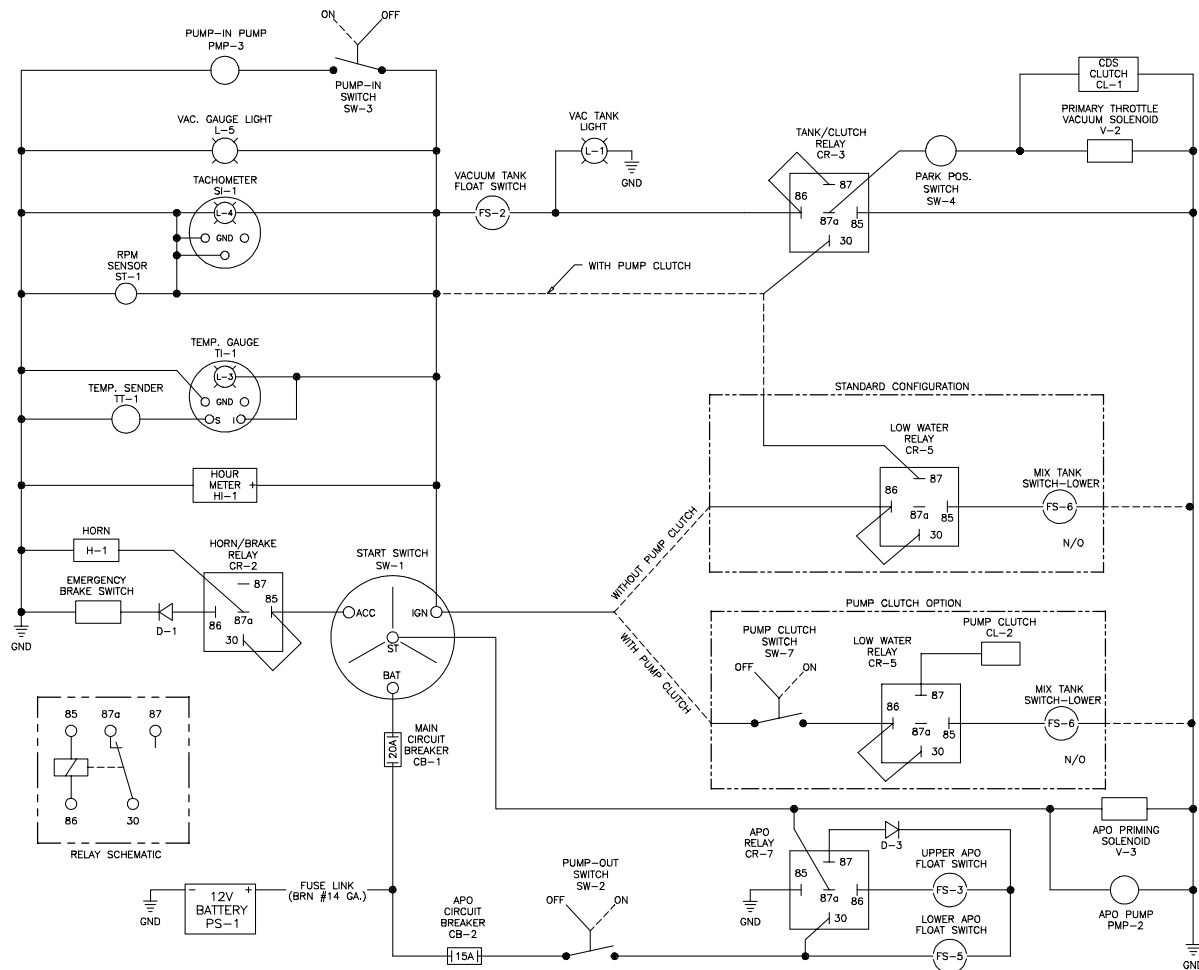 ON
OFF
PUMP-IN PUMP
PMP-3
PUMP-IN
SWITCH
SW-3
CDS
CLUTCH
CL-1
VAC. GAUGE LIGHT
L-5
VAC TANK
LIGHT
L-1
GND
TANK/CLUTCH
RELAY
CR-3
PRIMARY THROTTLE
VACUUM SOLENOID
V-2
TACHOMETER
SI-1
L-4
GND
VACUUM TANK
FLOAT SWITCH
FS-2
86
87
87a
85
30
PARK POS.
SWITCH
SW-4
RPM
SENSOR
ST-1
WITH PUMP CLUTCH
TEMP. GAUGE
TI-1
L-3
GND
S
I
TEMP. SENDER
TT-1
STANDARD CONFIGURATION
LOW WATER
RELAY
CR-5
86
87
87a
85
30
MIX TANK
SWITCH-LOWER
FS-6
N/O
HOUR
METER
HI-1
+
HORN
H-1
HORN/BRAKE
RELAY
CR-2
87
85
86
87a
30
START SWITCH
SW-1
ACC
IGN
ST
BAT
WITHOUT PUMP CLUTCH
WITH PUMP CLUTCH
EMERGENCY
BRAKE SWITCH
D-1
GND
PUMP CLUTCH OPTION
PUMP CLUTCH
SWITCH
SW-7
OFF
ON
LOW WATER
RELAY
CR-5
PUMP CLUTCH
CL-2
86
87
87a
85
30
MIX TANK
SWITCH-LOWER
FS-6
N/O
85
87a
87
86
30
RELAY SCHEMATIC
20A
MAIN
CIRCUIT
BREAKER
CB-1
APO PRIMING
SOLENOID
V-3
APO
RELAY
CR-7
87
85
87a
86
30
GND
D-3
UPPER APO
FLOAT SWITCH
FS-3
LOWER APO
FLOAT SWITCH
FS-5
APO PUMP
PMP-2
GND
PUMP-OUT
SWITCH
SW-2
OFF
ON
FUSE LINK
(BRN #14 GA.)
- +
12V
BATTERY
PS-1
GND
APO
CIRCUIT
BREAKER
CB-2
15A